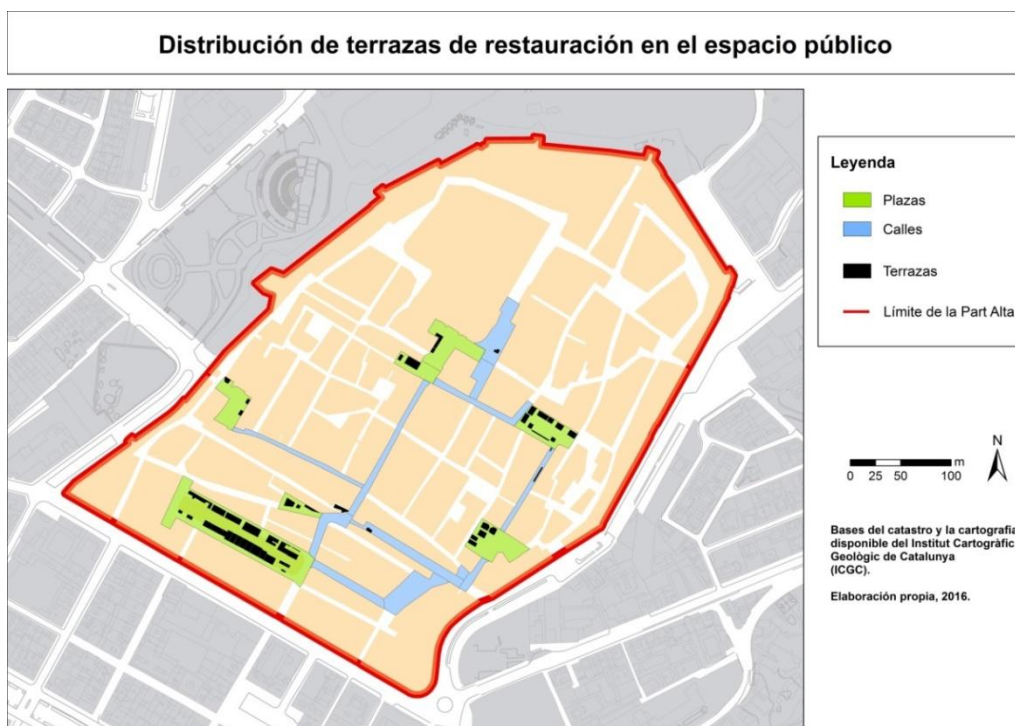 Distribución de terrazas de restauración en el espacio público
Leyenda
Plazas
Calles
Terrazas
Límite de la Part Alta
N
m
0 25 50 100
Bases del catastro y la cartografia
disponible del Institut Cartogràfic
Geològic de Catalunya
(ICGC).
Elaboración propia, 2016.